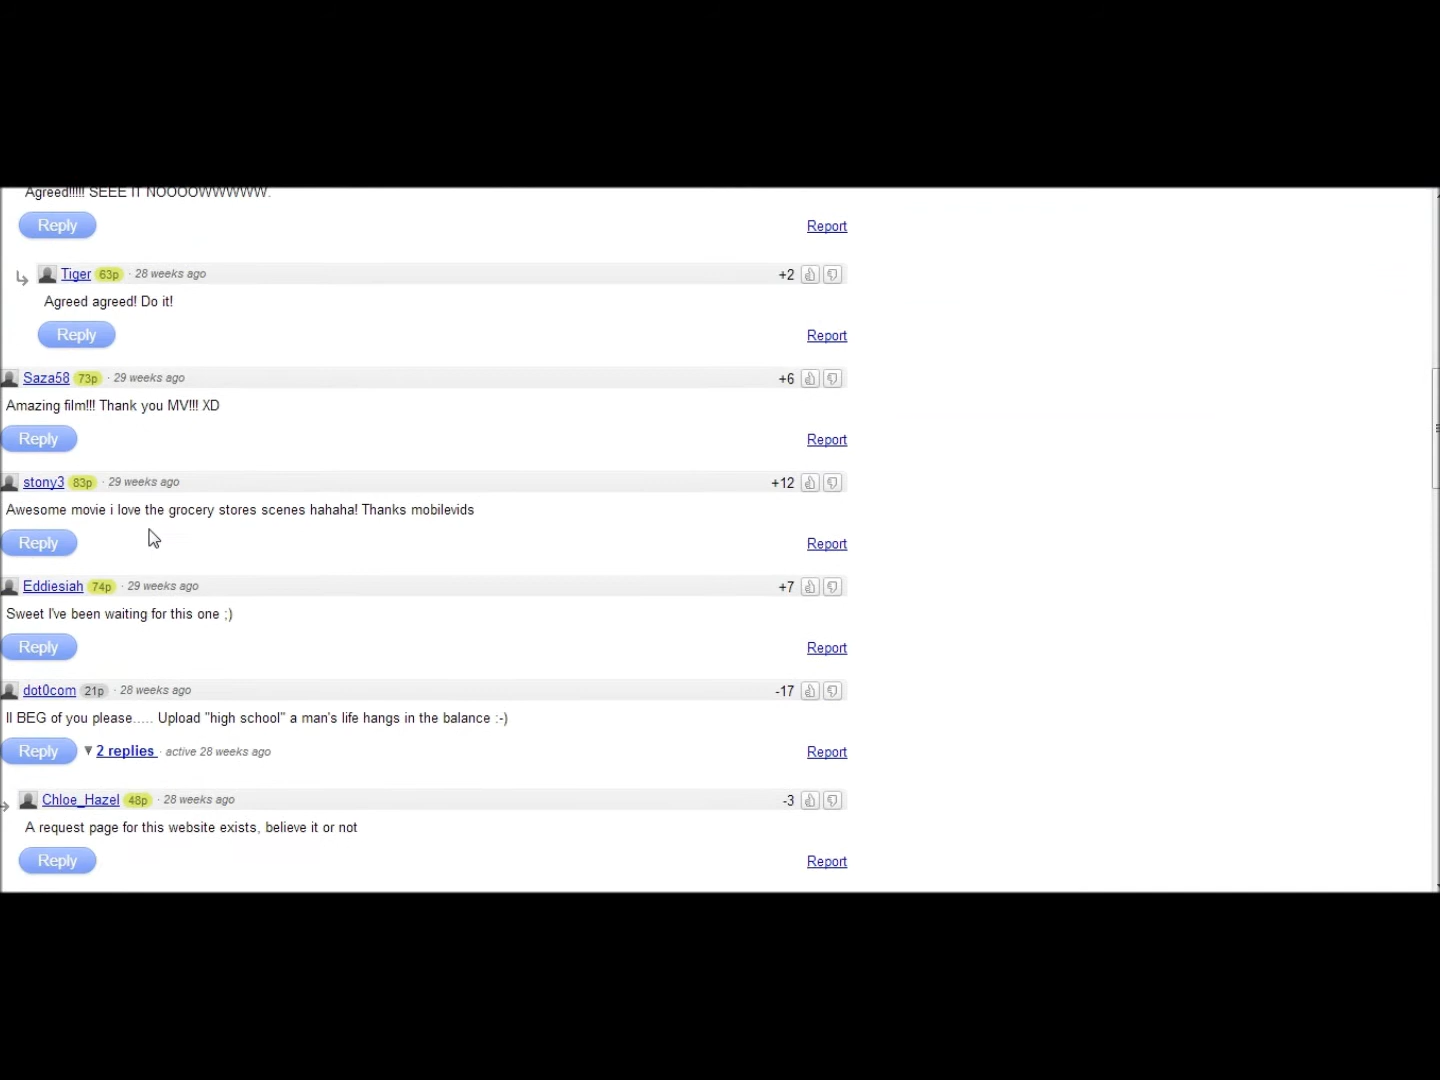 Agreed!!!!! SEEE IT NOOOOWWWWW.
Reply Report
Tiger 63p · 28 weeks ago +2
Agreed agreed! Do it!
Reply Report
Saza58 73p · 29 weeks ago +6
Amazing film!!! Thank you MV!!! XD
Reply Report
stony3 83p · 29 weeks ago +12
Awesome movie i love the grocery stores scenes hahaha! Thanks mobilevids
Reply Report
Eddiesiah 74p · 29 weeks ago +7
Sweet I've been waiting for this one ;)
Reply Report
dot0com 21p · 28 weeks ago -17
II BEG of you please..... Upload "high school" a man's life hangs in the balance :-)
Reply ▼ 2 replies · active 28 weeks ago Report
Chloe_Hazel 48p · 28 weeks ago -3
A request page for this website exists, believe it or not
Reply Report